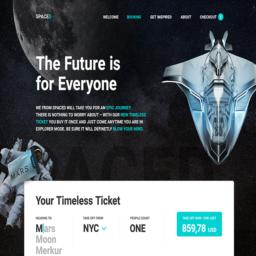 SPACED
WELCOME BOOKING GET INSPIRED ABOUT CHECKOUT
The Future is
for Everyone
WE FROM SPACED WILL TAKE YOU FOR AN EPIC JOURNEY.
THERE IS NOTHING TO WORRY ABOUT – WITH OUR NEW TIMELESS
TICKET YOU BUY IT ONCE AND JUST COME ANYTIME YOU ARE IN
EXPLORER MODE. BE SURE IT WILL DEFINETLY BLOW YOUR MIND.
MARS
Your Timeless Ticket
HEADING TO
Mars
Moon
Merkur
TAKE OFF FROM
NYC
PEOPLE COUNT
ONE
859,78 USD